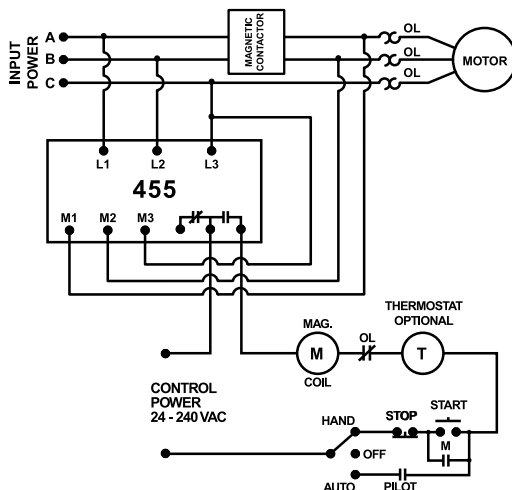 INPUT
POWER
A
B
C
MAGNETIC
CONTACTOR
OL
OL
OL
MOTOR
L1
L2
L3
455
M1
M2
M3
MAG.
M
COIL
OL
THERMOSTAT
OPTIONAL
T
CONTROL
POWER
24 - 240 VAC
HAND
STOP
START
M
OFF
AUTO
PILOT